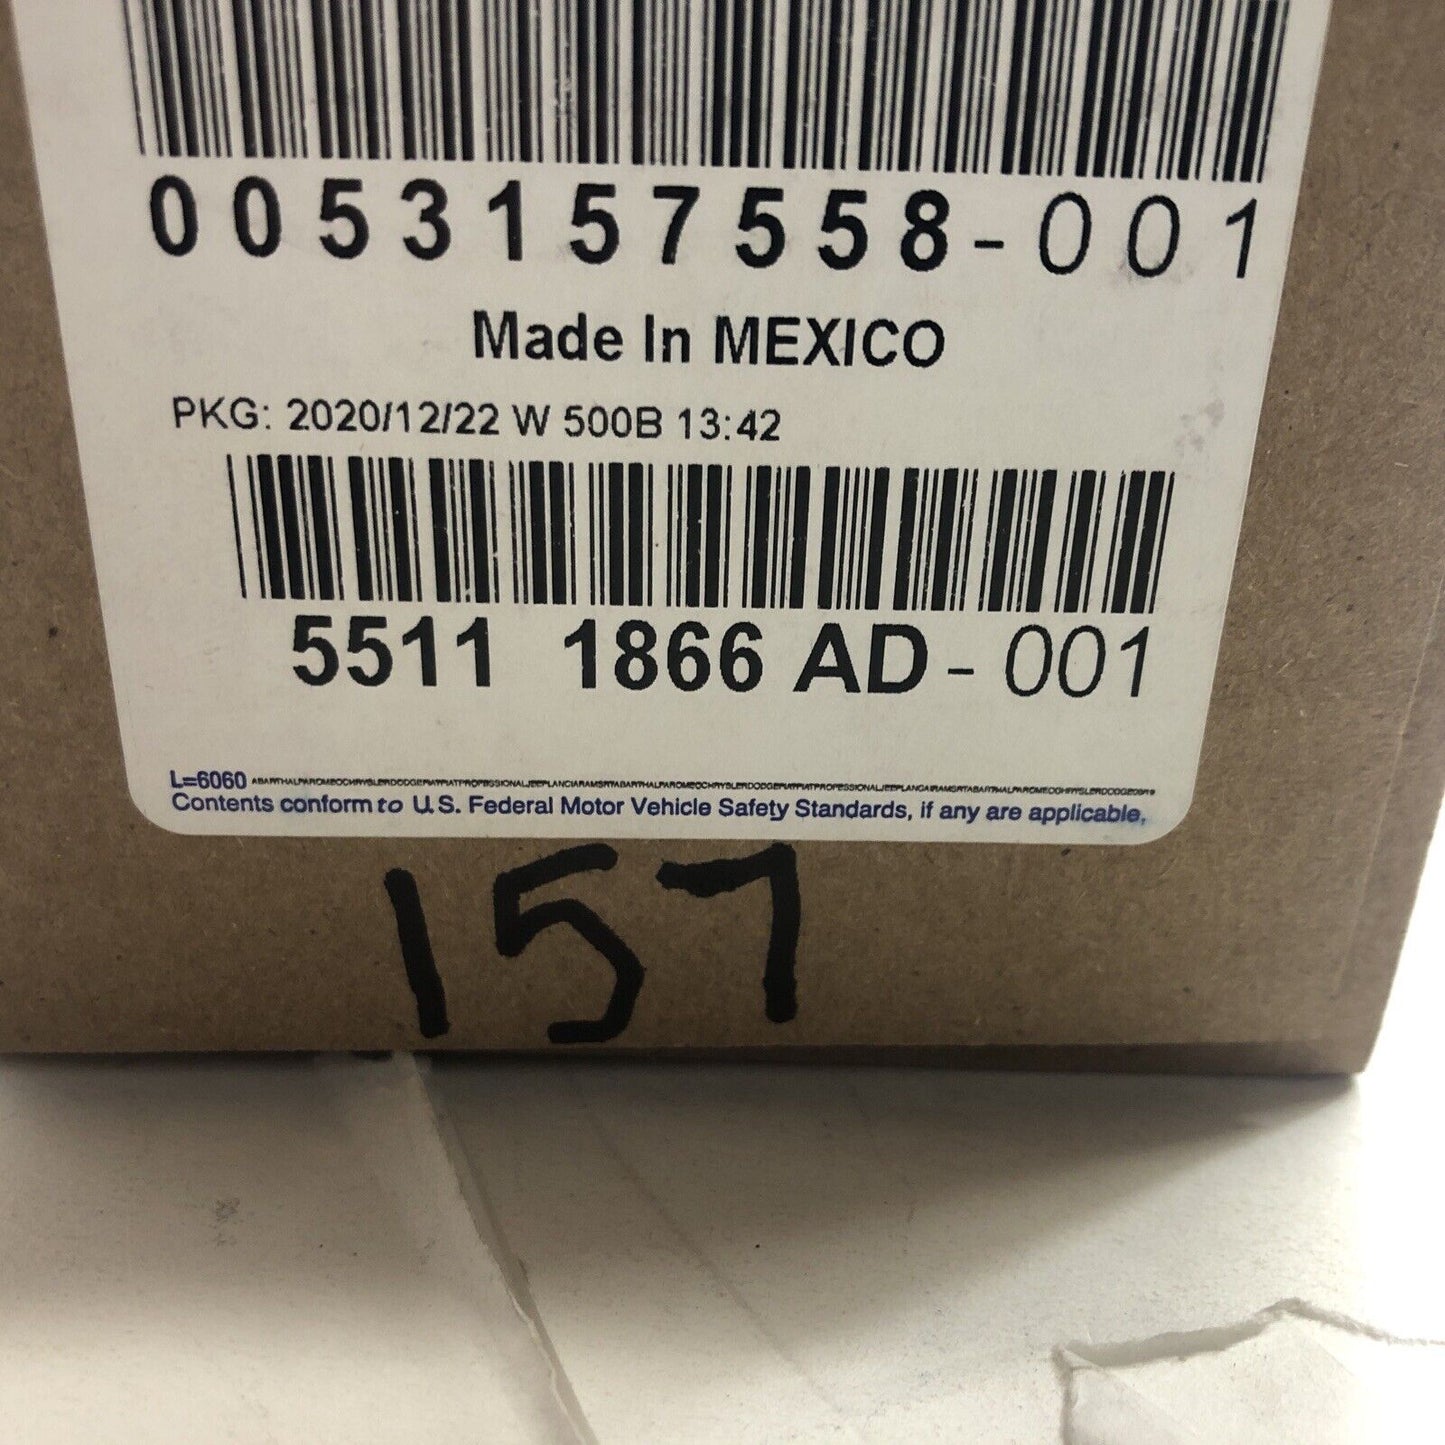 0053157558-001
Made In MEXICO
PKG: 2020/12/22 W 500B 13:42
5511 1866 AD-001
L=6060
Contents conform to U.S. Federal Motor Vehicle Safety Standards, if any are applicable.
157